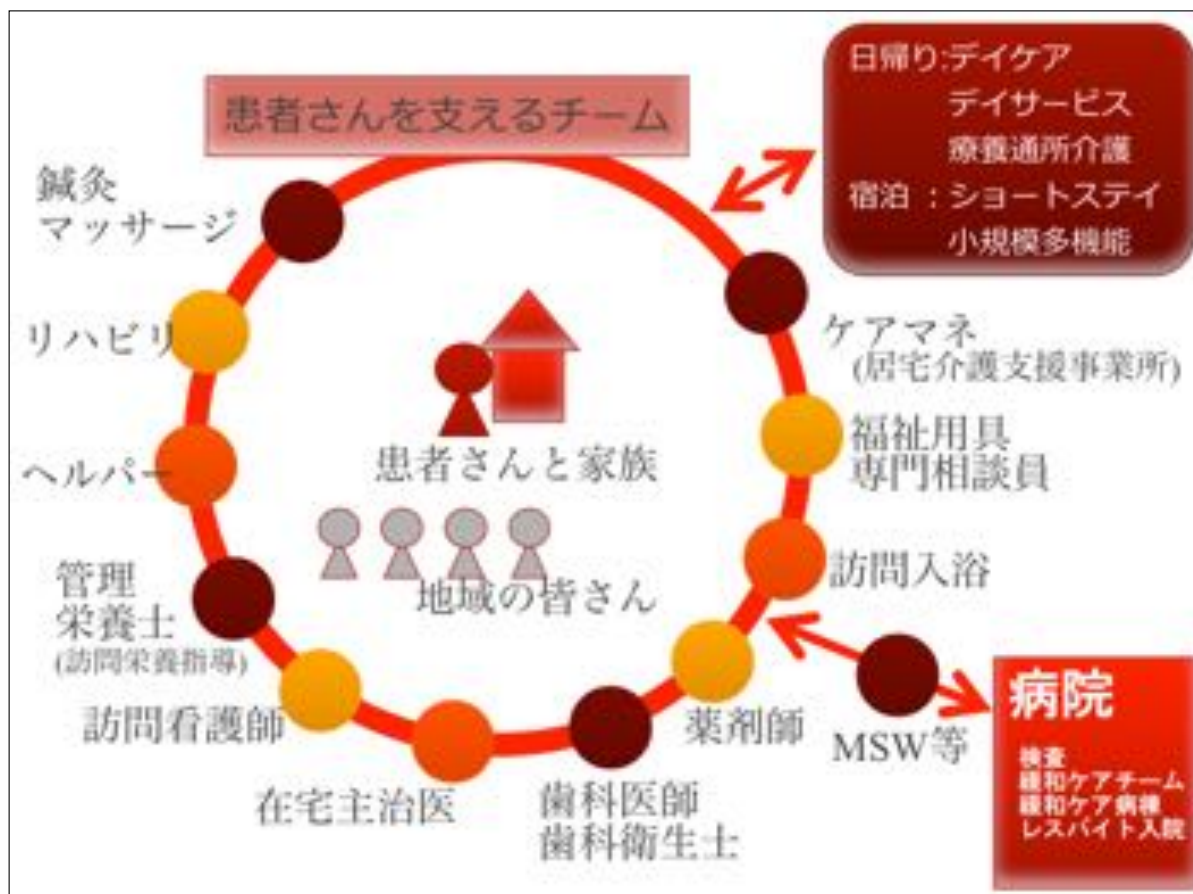 患者さんを支えるチーム
日帰り:デイケア
デイサービス
療養通所介護
宿泊 :ショートステイ
小規模多機能
鍼灸
マッサージ
リハビリ
ヘルパー
管理
栄養士
(訪問栄養指導)
訪問看護師
在宅主治医
歯科医師
歯科衛生士
薬剤師
訪問入浴
福祉用具
専門相談員
ケアマネ
(居宅介護支援事業所)
患者さんと家族
地域の皆さん
MSW等
病院
検査
緩和ケアチーム
緩和ケア病棟
レスパイト入院